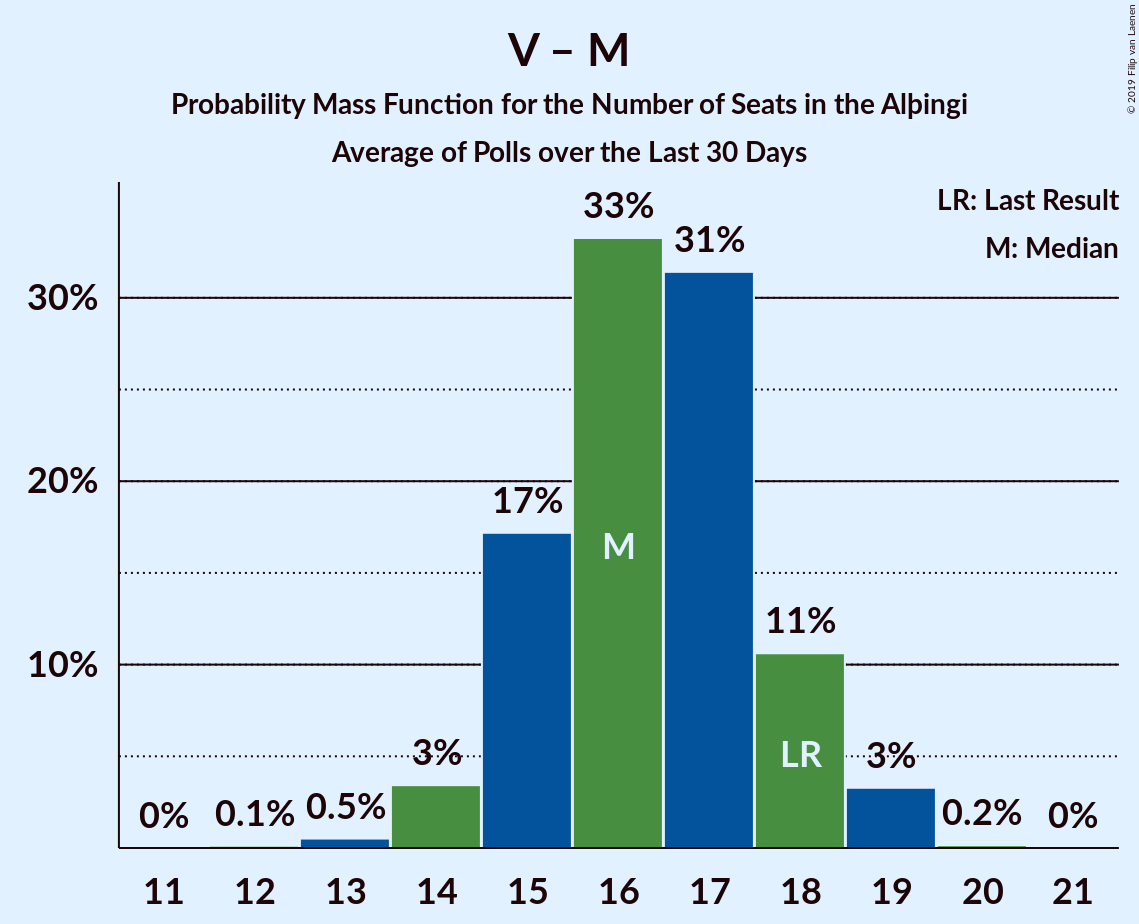 V – M
Probability Mass Function for the Number of Seats in the Alþingi
Average of Polls over the Last 30 Days
© 2019 Filip van Laenen
LR: Last Result
M: Median
30%
20%
10%
0%
0.1%
0.5%
3%
17%
33%
31%
11%
3%
0.2%
0%
M
LR
11 12 13 14 15 16 17 18 19 20 21